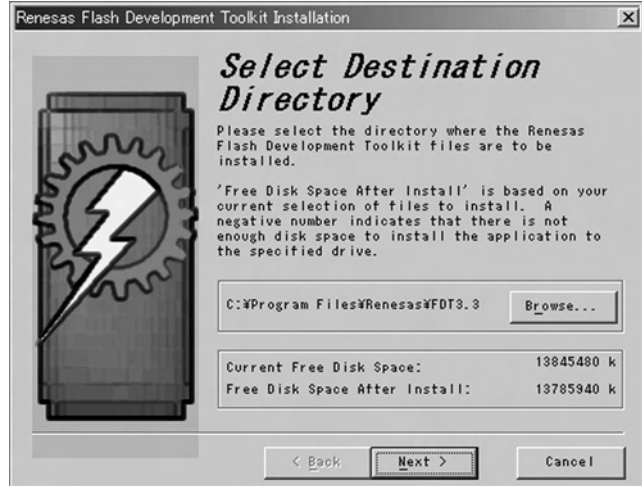 Renesas Flash Development Toolkit Installation
Select Destination
Directory
Please select the directory where the Renesas
Flash Development Toolkit files are to be
installed.
'Free Disk Space After Install' is based on your
current selection of files to install. A
negative number indicates that there is not
enough disk space to install the application to
the specified drive.
C:¥Program Files¥Renesas¥FDT3.3 Browse...
Current Free Disk Space: 13845480 k
Free Disk Space After Install: 13785940 k
< Back Next > Cancel